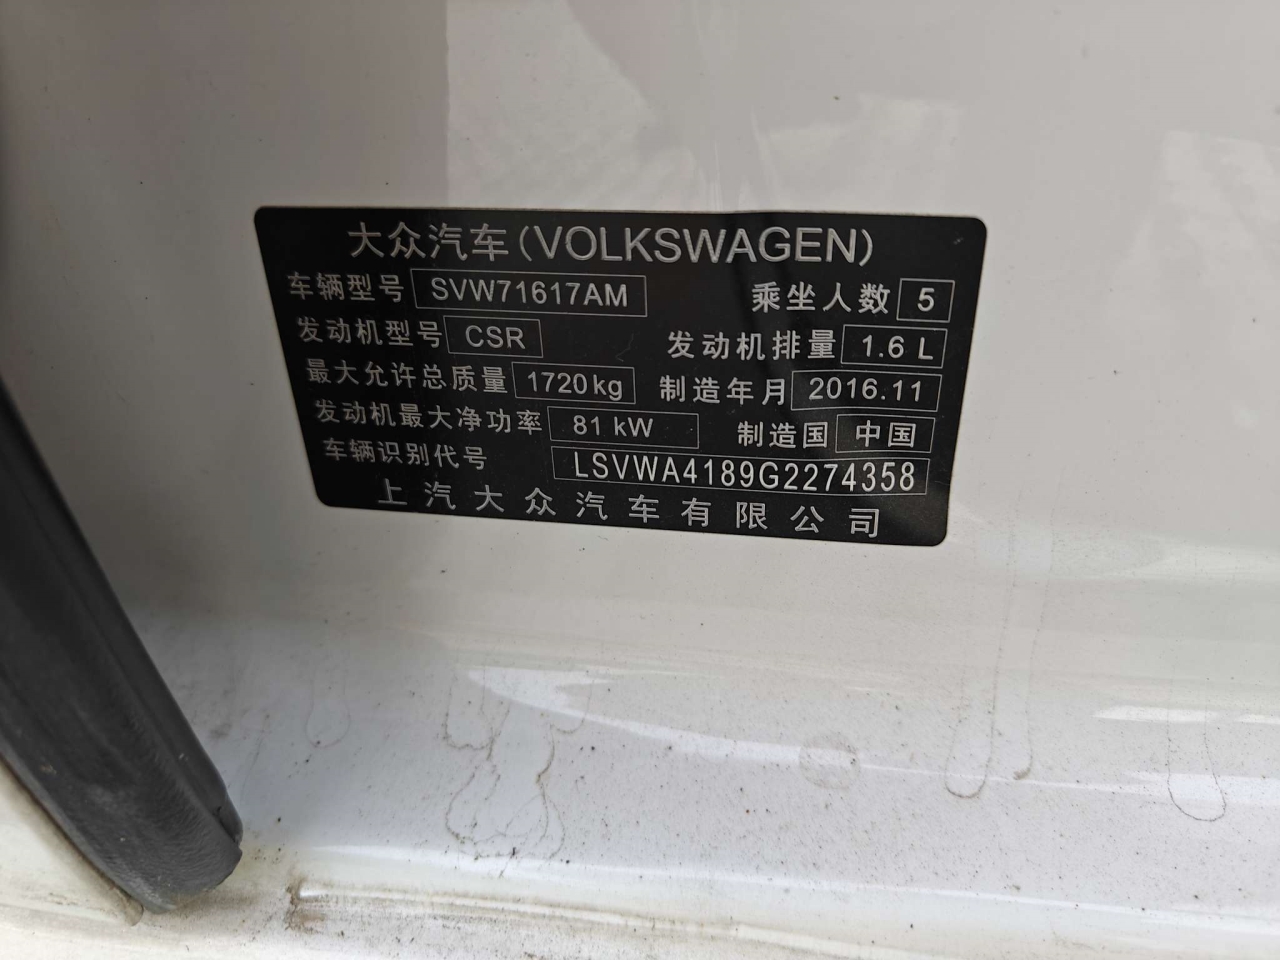 大众汽车(VOLKSWAGEN)
车辆型号 SVW71617AM 乘坐人数 5
发动机型号 CSR 发动机排量 1.6 L
最大允许总质量 1720kg 制造年月 2016.11
发动机最大净功率 81 kW 制造国 中国
车辆识别代号 LSVWA4189G2274358
上汽大众汽车有限公司